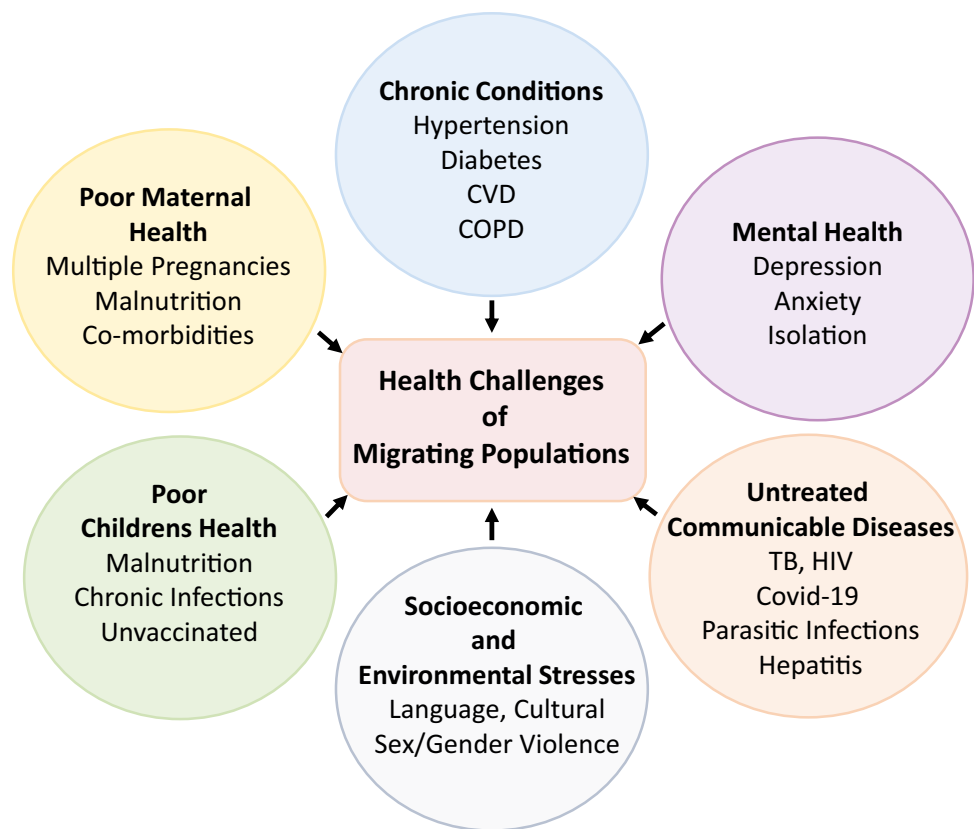 Chronic Conditions
Hypertension
Diabetes
CVD
COPD
Poor Maternal
Health
Multiple Pregnancies
Malnutrition
Co-morbidities
Mental Health
Depression
Anxiety
Isolation
Health Challenges
of
Migrating Populations
Poor
Childrens Health
Malnutrition
Chronic Infections
Unvaccinated
Untreated
Communicable Diseases
TB, HIV
Covid-19
Parasitic Infections
Hepatitis
Socioeconomic
and
Environmental Stresses
Language, Cultural
Sex/Gender Violence